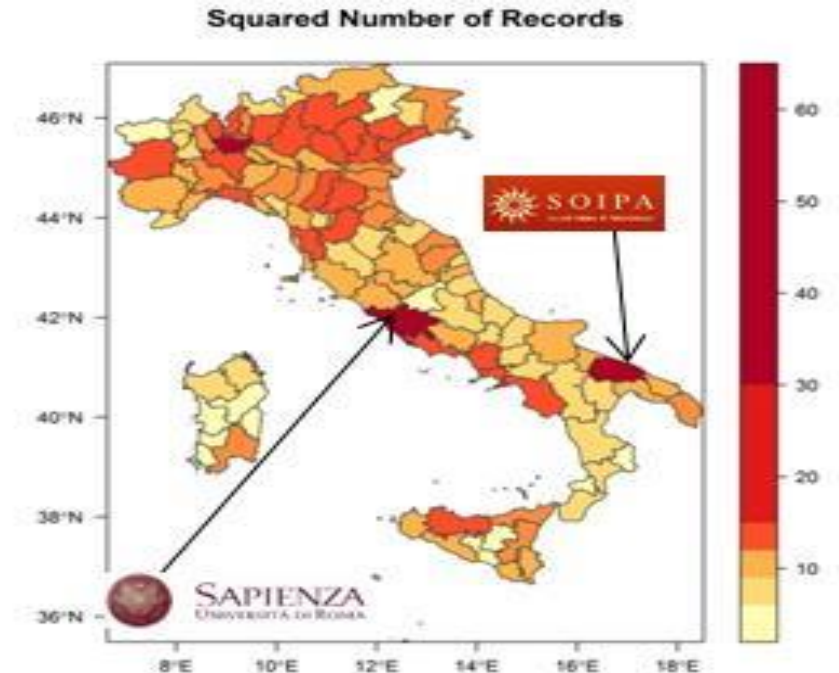 Squared Number of Records
46°N
44°N
42°N
40°N
38°N
36°N
8°E
10°E
12°E
14°E
16°E
18°E
60
50
40
30
20
10
SOIPA
SAPIENZA
UNIVERSITÀ DI ROMA